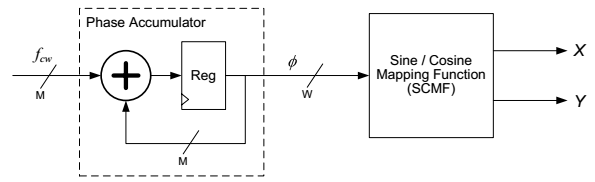 Phase Accumulator
f_cw
M
Reg
M
ϕ
W
Sine / Cosine
Mapping Function
(SCMF)
X
Y